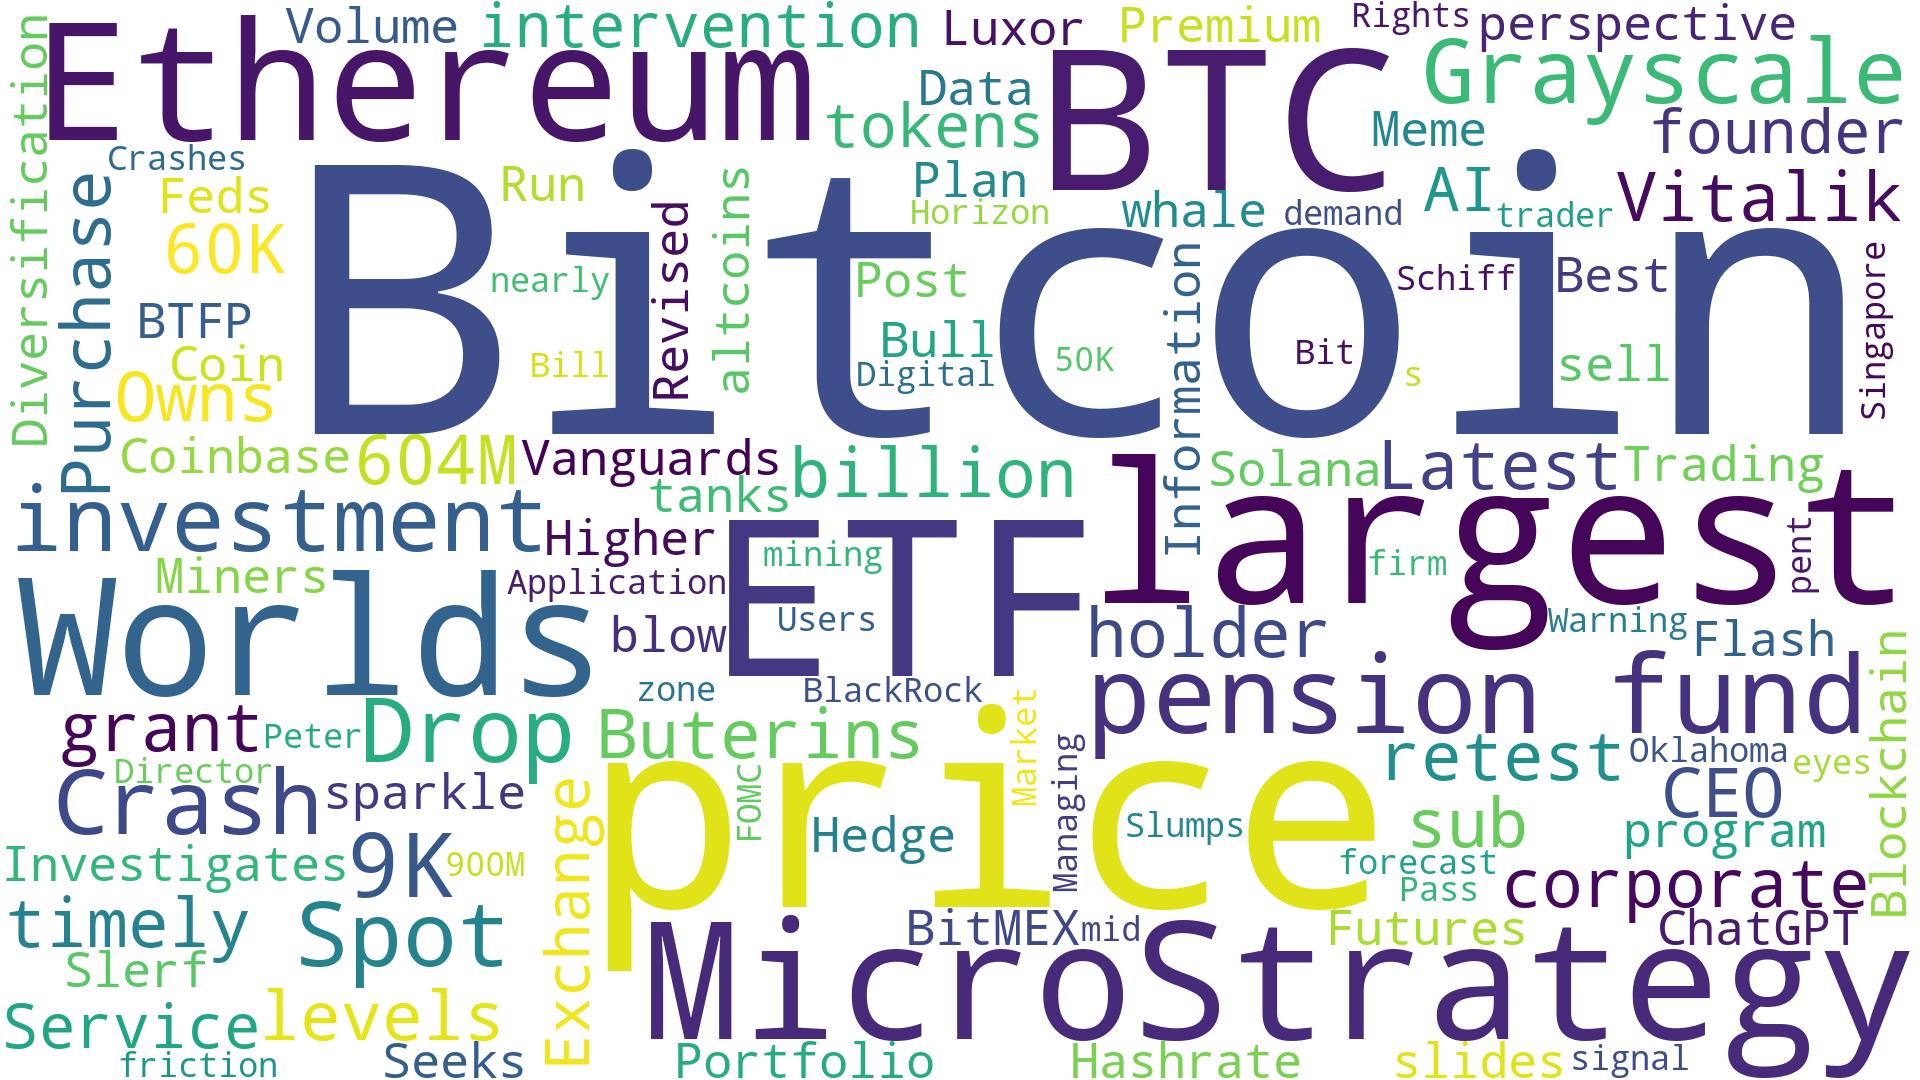 Ethereum
Volume
intervention
Luxor
Premium
Rights
perspective
Diversification
BTC
Grayscale
Data
tokens
Meme
founder
Crashes
Feds
Run
Plan
Horizon
whale
demand
AI
trader
Vitalik
Purchase
60K
Revised
altcoins
Bitcoin
nearly
Post
Information
Schiff
Best
Singapore
BTFP
Coin
Owns
Bill
Bull
Digital
50K
Bit
s
sell
Coinbase
604M
Vanguards
tanks
billion
largest
Solana
Latest
Trading
investment
Higher
ETF
mining
firm
pent
Miners
Application
Worlds
blow
Users
holder
Warning
Flash
zone
BlackRock
pension fund
Blockchain
grant
Peter
Drop
Buterins
Market
retest
Oklahoma
eyes
Director
Crash
sparkle
Exchange
price
FOMC
Managing
Hedge
Slumps
CEO
sub
program
Investigates
9K
900M
forecast
Pass
corporate
timely
Spot
BitMEX
mid
Futures
ChatGPT
Slerf
MicroStrategy
Service
levels
friction
Seeks
Portfolio
Hashrate
slides
signal